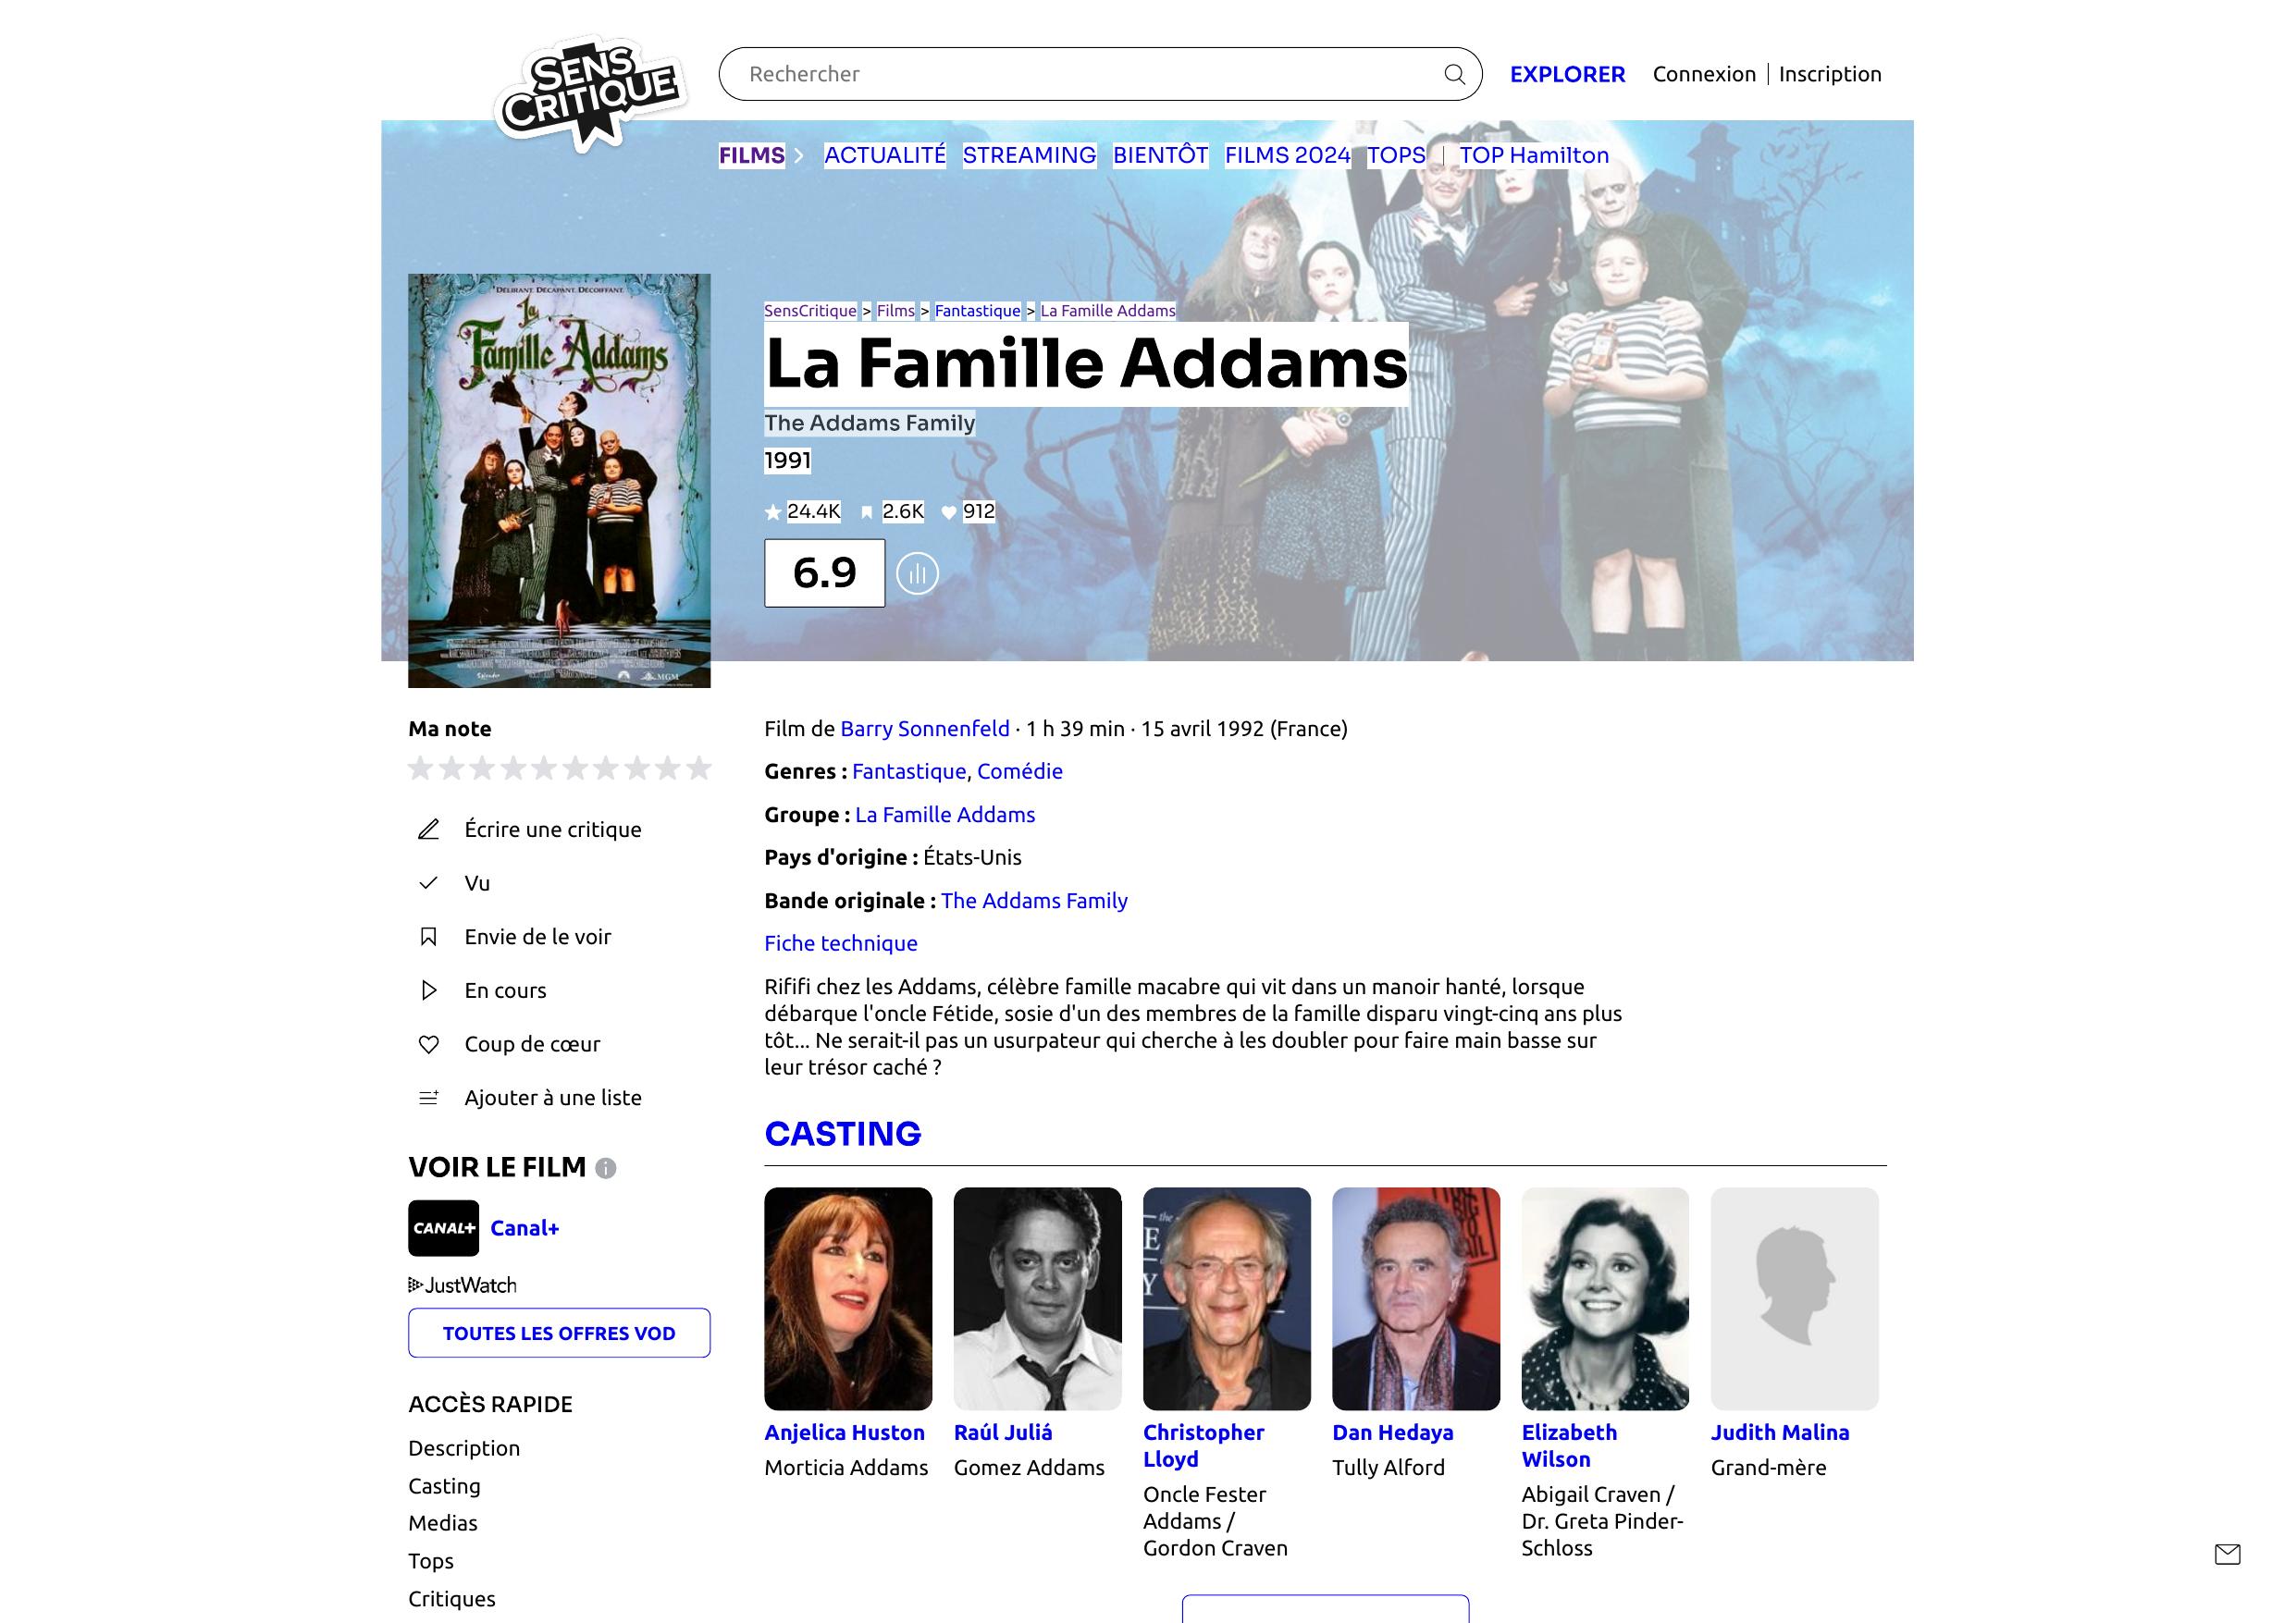 SENS
CRITIQUE
Rechercher
EXPLORER
Connexion | Inscription
FILMS
ACTUALITÉ
STREAMING
BIENTÔT
FILMS 2024
TOPS
TOP Hamilton
DÉLIRANT. DÉCAPANT. DÉCOIFFANT.
La
Famille Addams
MGM
SensCritique > Films > Fantastique > La Famille Addams
La Famille Addams
The Addams Family
1991
24.4K
2.6K
912
6.9
Ma note
Écrire une critique
Vu
Envie de le voir
En cours
Coup de cœur
Ajouter à une liste
VOIR LE FILM
CANAL+
Canal+
JustWatch
TOUTES LES OFFRES VOD
ACCÈS RAPIDE
Description
Casting
Medias
Tops
Critiques
Film de Barry Sonnenfeld · 1 h 39 min · 15 avril 1992 (France)
Genres : Fantastique, Comédie
Groupe : La Famille Addams
Pays d'origine : États-Unis
Bande originale : The Addams Family
Fiche technique
Rififi chez les Addams, célèbre famille macabre qui vit dans un manoir hanté, lorsque
débarque l'oncle Fétide, sosie d'un des membres de la famille disparu vingt-cinq ans plus
tôt... Ne serait-il pas un usurpateur qui cherche à les doubler pour faire main basse sur
leur trésor caché ?
CASTING
Anjelica Huston
Morticia Addams
Raúl Juliá
Gomez Addams
Christopher
Lloyd
Oncle Fester
Addams /
Gordon Craven
Dan Hedaya
Tully Alford
Elizabeth
Wilson
Abigail Craven /
Dr. Greta Pinder-
Schloss
Judith Malina
Grand-mère